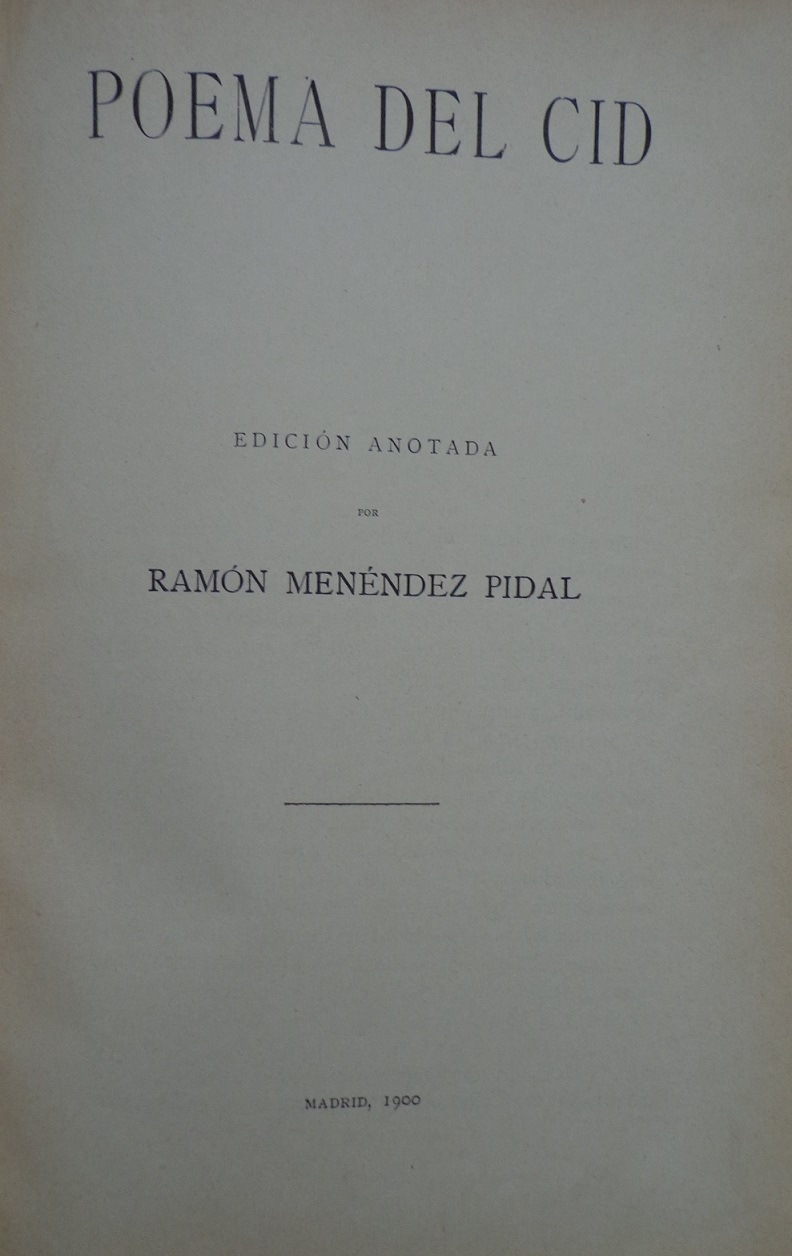 POEMA DEL CID
EDICIÓN ANOTADA
POR
RAMÓN MENÉNDEZ PIDAL
MADRID, 1900